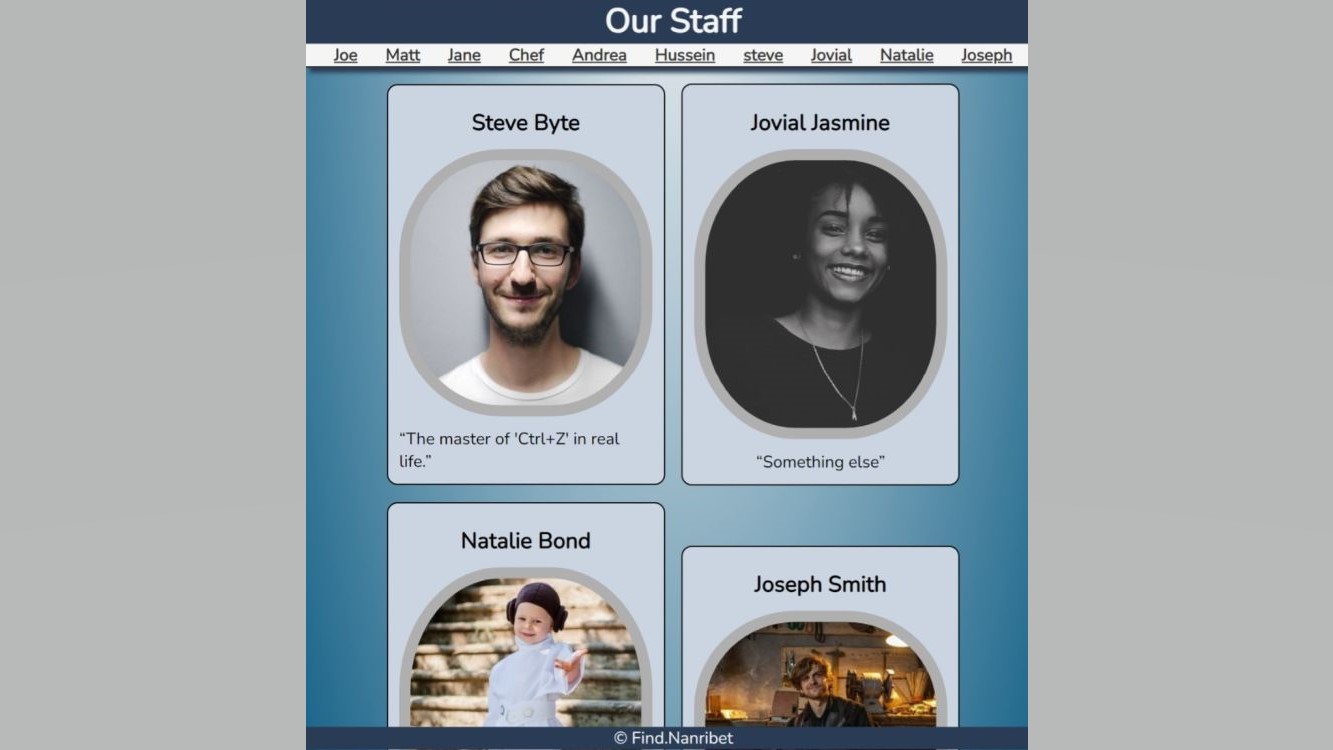 Our Staff
Joe Matt Jane Chef Andrea Hussein steve Jovial Natalie Joseph
Steve Byte
“The master of 'Ctrl+Z' in real
life.”
Jovial Jasmine
“Something else”
Natalie Bond
Joseph Smith
© Find.Nanribet